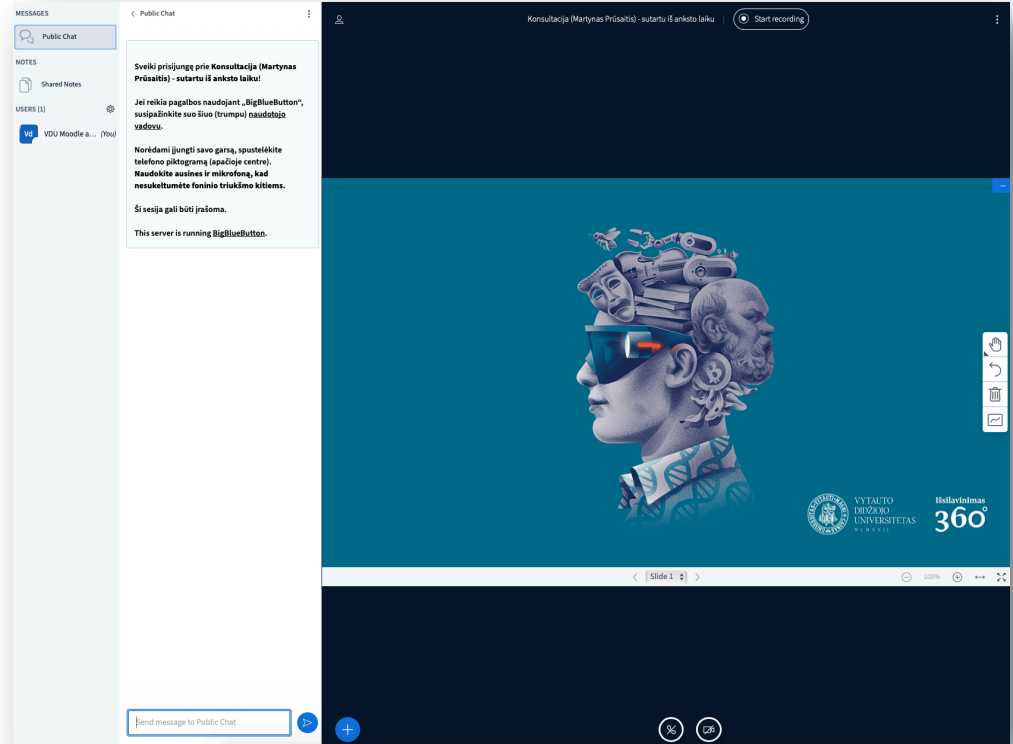 MESSAGES
Public Chat
NOTES
Shared Notes
USERS (1)
Vd
VDU Moodle a... (You)
Public Chat
Sveiki prisijungę prie Konsultacija (Martynas
Prūsaitis) - sutartu iš anksto laiku!
Jei reikia pagalbos naudojant „BigBlueButton“,
susipažinkite suo šiuo (trumpu) naudotojo
vadovu.
Norėdami įjungti savo garsą, spustelėkite
telefono piktogramą (apačioje centre).
Naudokite ausines ir mikrofoną, kad
nesukeltumėte foninio triukšmo kitiems.
Ši sesija gali būti įrašoma.
This server is running BigBlueButton.
Send message to Public Chat
Konsultacija (Martynas Prūsaitis) - sutartu iš anksto laiku
Start recording
VYTAUTO
DIDŽIOJO
UNIVERSITETAS
MCMXXII
Išsilavinimas
360°
Slide 1
100%